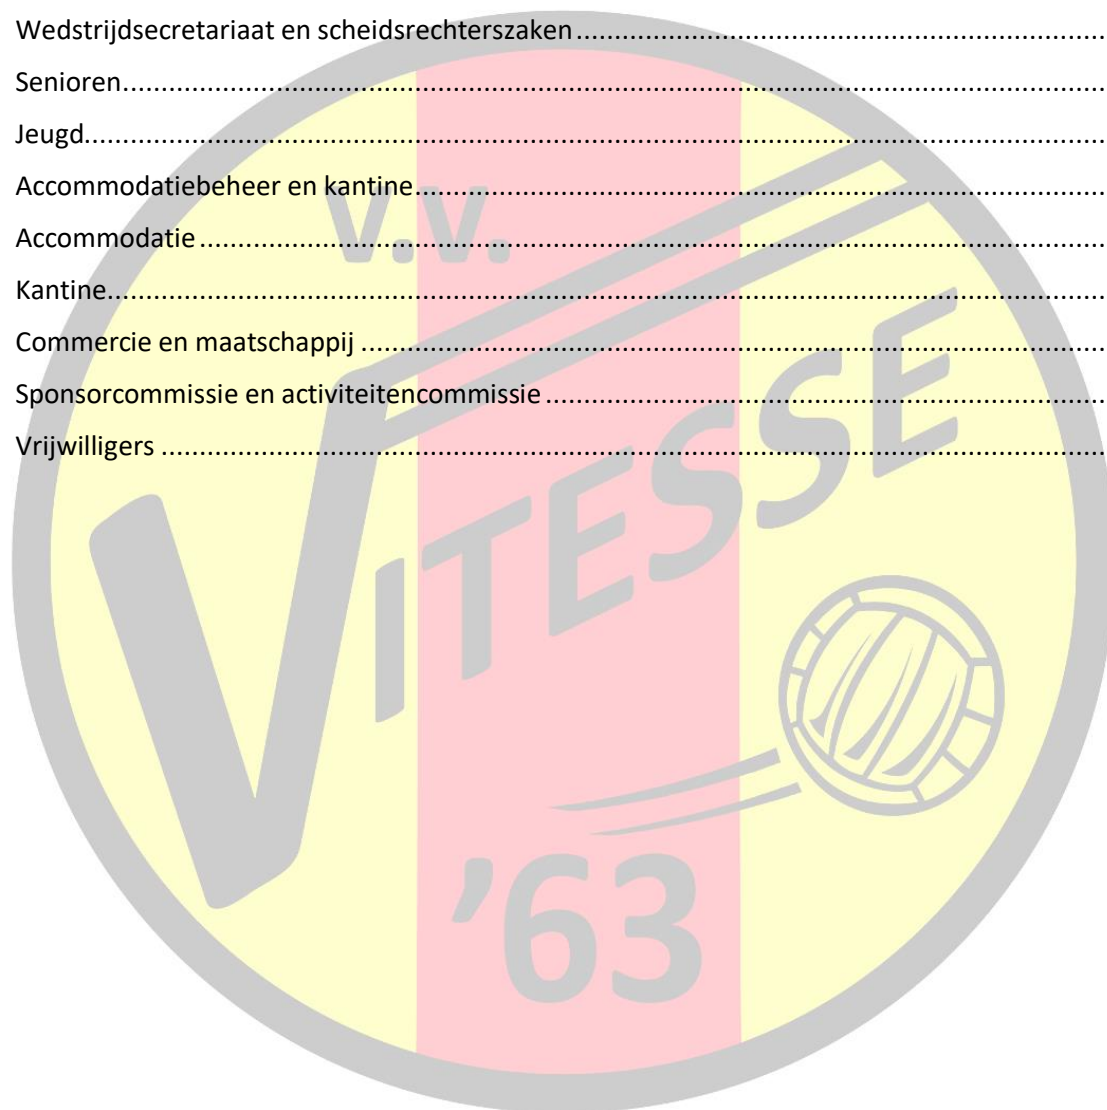 Wedstrijdsecretariaat en scheidsrechterszaken
Senioren
Jeugd
Accommodatiebeheer en kantine
Accommodatie
Kantine
Commercie en maatschappij
Sponsorcommissie en activiteitencommissie
Vrijwilligers
V.V.
VITESSE
'63